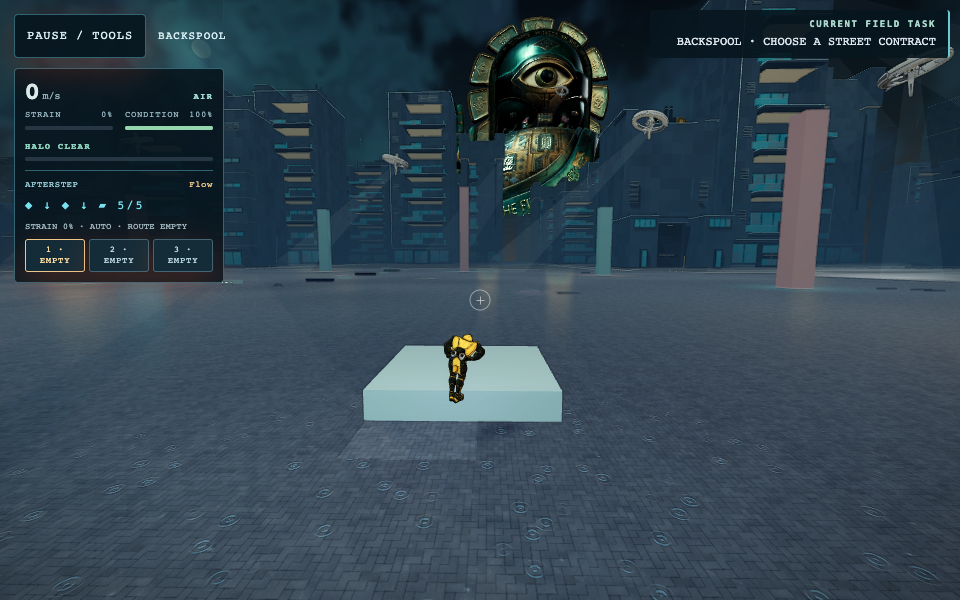 PAUSE / TOOLS
BACKSPOOL
CURRENT FIELD TASK
BACKSPOOL · CHOOSE A STREET CONTRACT
0 m/s
AIR
STRAIN 0% CONDITION 100%
HALO CLEAR
AFTERSTEP Flow
5/5
STRAIN 0% · AUTO · ROUTE EMPTY
1 · EMPTY
2 · EMPTY
3 · EMPTY